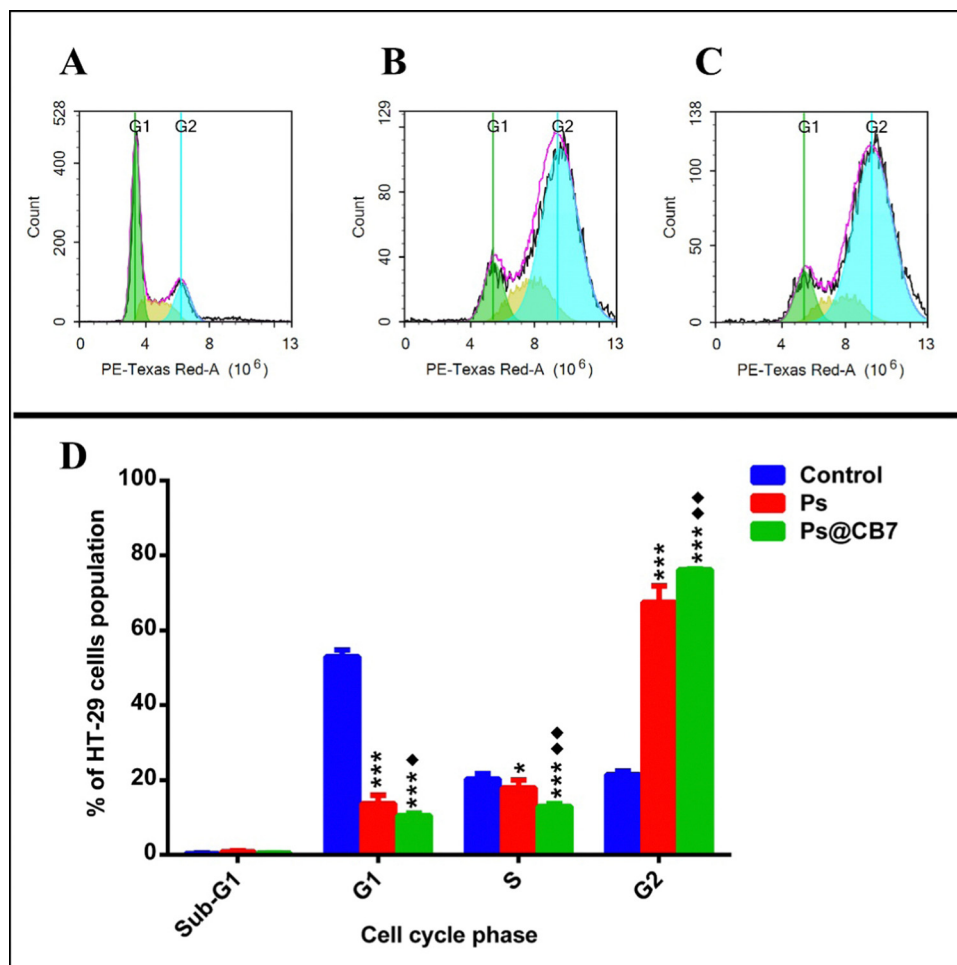 A
B
C
528
400
200
0
Count
G1
G2
4
8
13
PE-Texas Red-A (10⁶)
129
80
40
0
Count
G1
G2
0
4
8
13
PE-Texas Red-A (10⁶)
138
100
50
0
Count
G1
G2
0
4
8
13
PE-Texas Red-A (10⁶)
D
% of HT-29 cellls population
100
80
60
40
20
0
***
***◆
*
***◆◆
***
***◆◆
Control
Ps
Ps@CB7
Sub-G1
G1
S
G2
Cell cycle phase